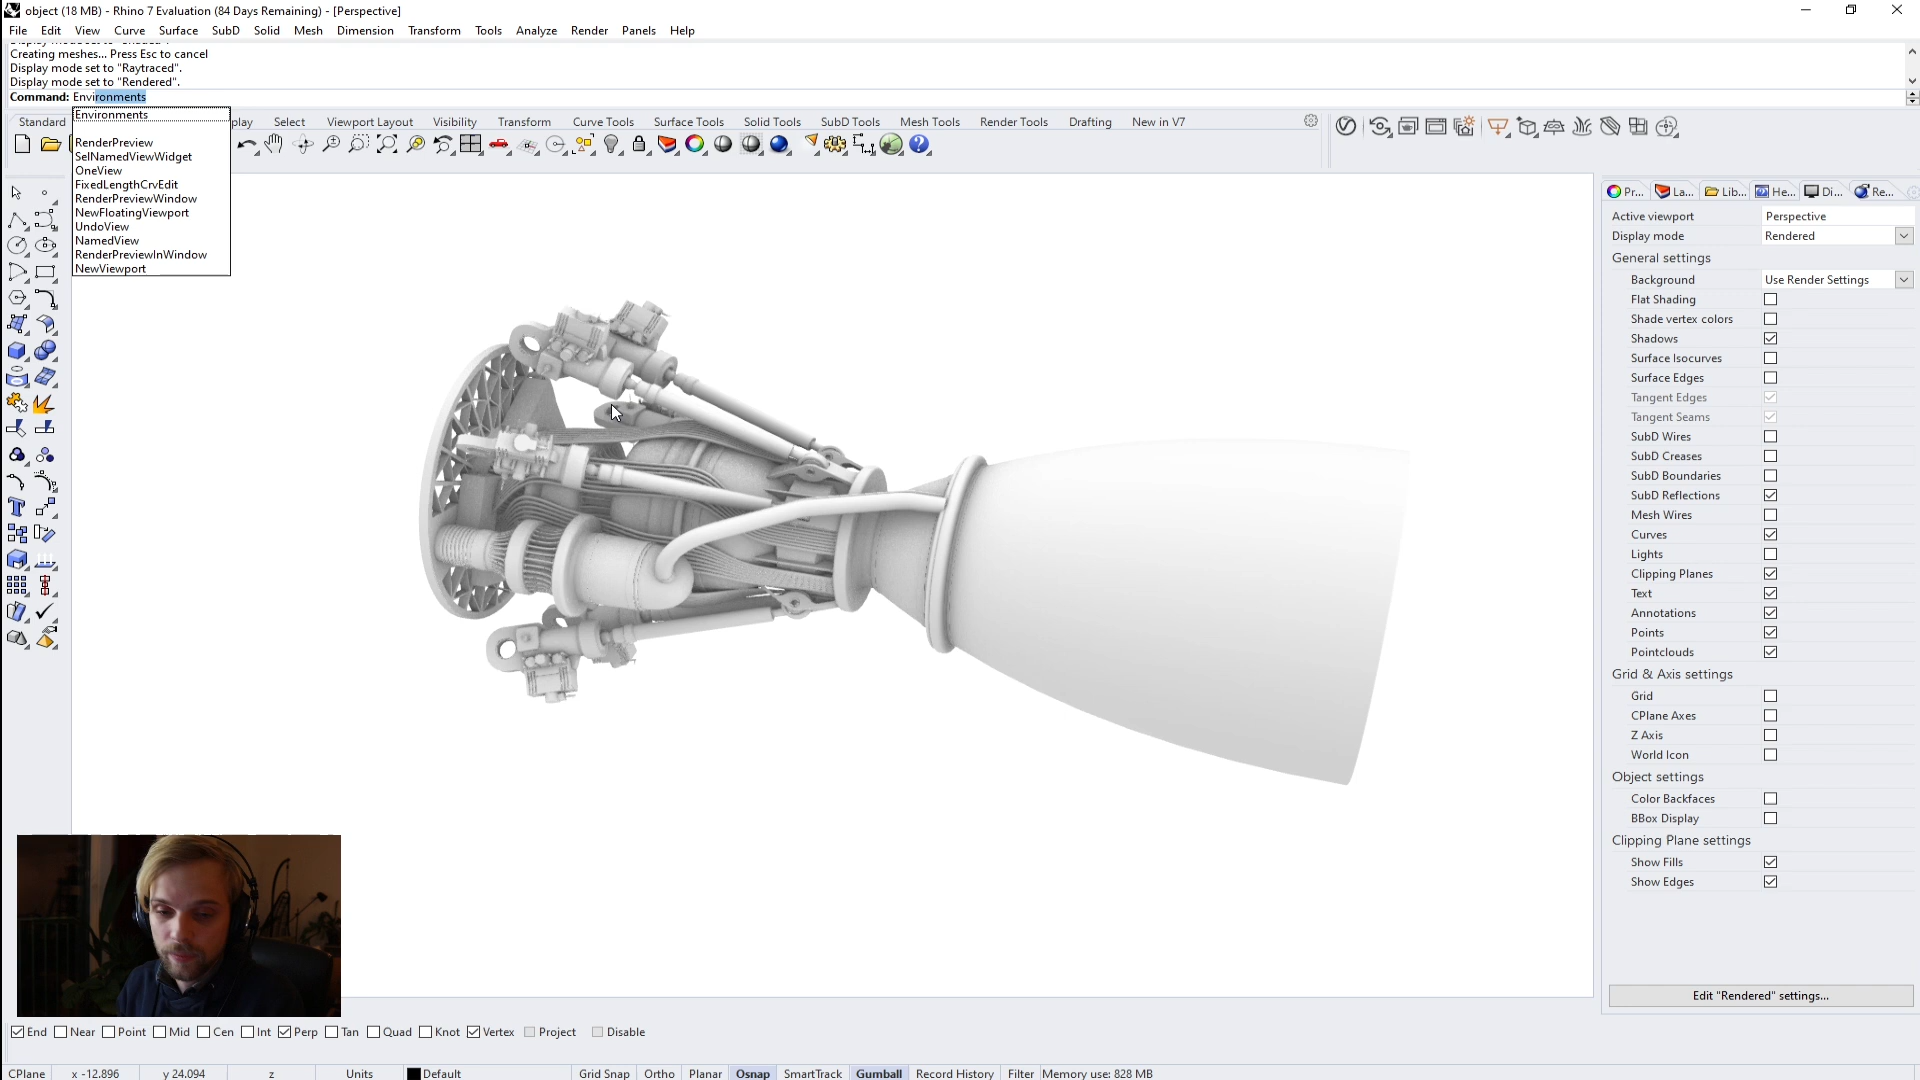 object (18 MB) - Rhino 7 Evaluation (84 Days Remaining) - [Perspective]
File Edit View Curve Surface SubD Solid Mesh Dimension Transform Tools Analyze Render Panels Help
Creating meshes... Press Esc to cancel
Display mode set to "Raytraced".
Display mode set to "Rendered".
Command: Environments
Standard play Select Viewport Layout Visibility Transform Curve Tools Surface Tools Solid Tools SubD Tools Mesh Tools Render Tools Drafting New in V7
Environments
RenderPreview
SelNamedViewWidget
OneView
FixedLengthCrvEdit
RenderPreviewWindow
NewFloatingViewport
UndoView
NamedView
RenderPreviewInWindow
NewViewport
Pr... La... Lib... He... Di... Re...
Active viewport Perspective
Display mode Rendered
General settings
Background Use Render Settings
Flat Shading
Shade vertex colors
Shadows
Surface Isocurves
Surface Edges
Tangent Edges
Tangent Seams
SubD Wires
SubD Creases
SubD Boundaries
SubD Reflections
Mesh Wires
Curves
Lights
Clipping Planes
Text
Annotations
Points
Pointclouds
Grid & Axis settings
Grid
CPlane Axes
Z Axis
World Icon
Object settings
Color Backfaces
BBox Display
Clipping Plane settings
Show Fills
Show Edges
Edit "Rendered" settings...
End Near Point Mid Cen Int Perp Tan Quad Knot Vertex Project Disable
CPlane x -12.896 y 24.094 z Units Default Grid Snap Ortho Planar Osnap SmartTrack Gumball Record History Filter Memory use: 828 MB